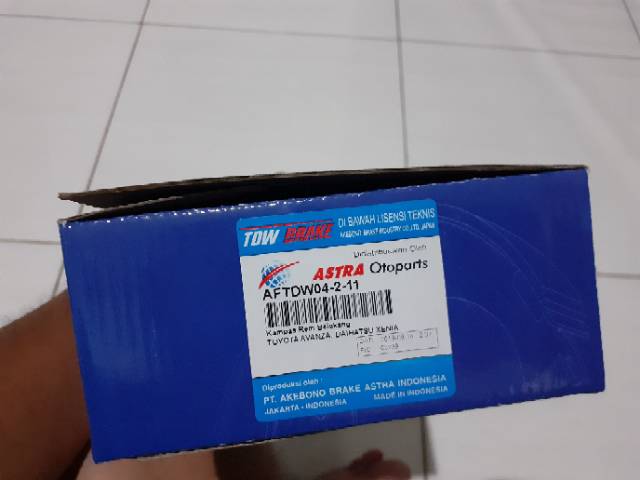 TDW BRAKE
DI BAWAH LISENSI TEKNIS
AKEBONO BRAKE INDUSTRY CO., LTD. JAPAN
Didistribusikan Oleh
ASTRA Otoparts
AFTDW04-2-11
Kampas Rem Belakang
TOYOTA AVANZA, DAIHATSU XENIA
Diproduksi oleh :
PT. AKEBONO BRAKE ASTRA INDONESIA
JAKARTA - INDONESIA MADE IN INDONESIA